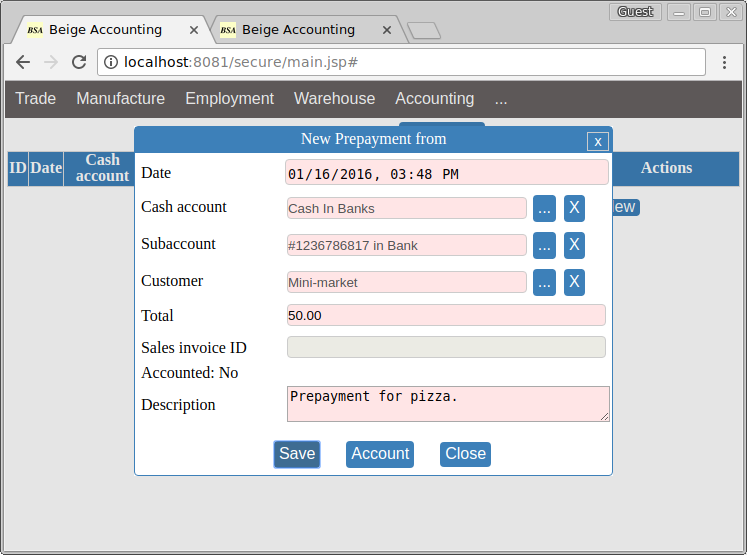 Guest
BSA Beige Accounting BSA Beige Accounting
localhost:8081/secure/main.jsp#
Trade Manufacture Employment Warehouse Accounting ...
New Prepayment from x
ID Date Cash account Actions
Date 01/16/2016, 03:48 PM
Cash account Cash In Banks ... X
Subaccount #1236786817 in Bank ... X
Customer Mini-market ... X
Total 50.00
Sales invoice ID
Accounted: No
Description Prepayment for pizza.
Save Account Close